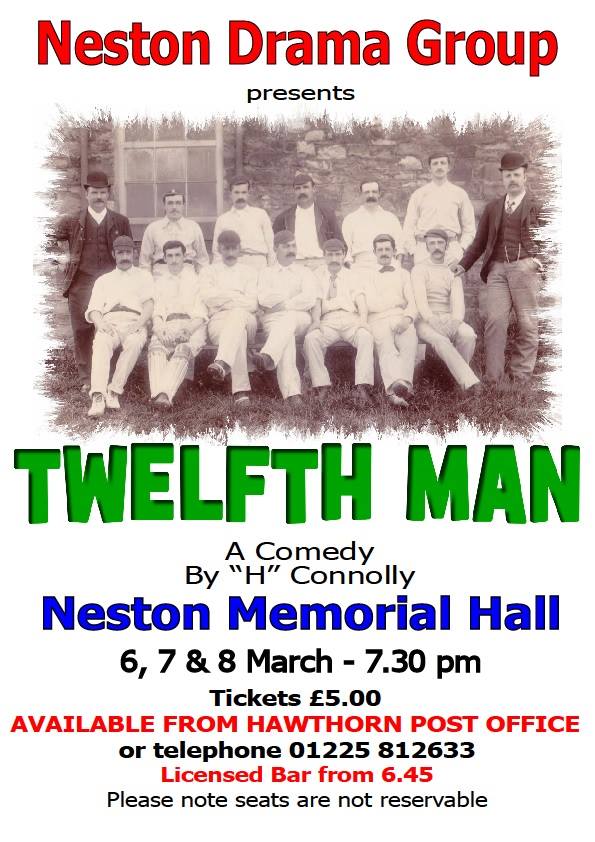 Neston Drama Group
presents
TWELFTH MAN
A Comedy
By “H” Connolly
Neston Memorial Hall
6, 7 & 8 March - 7.30 pm
Tickets £5.00
AVAILABLE FROM HAWTHORN POST OFFICE
or telephone 01225 812633
Licensed Bar from 6.45
Please note seats are not reservable